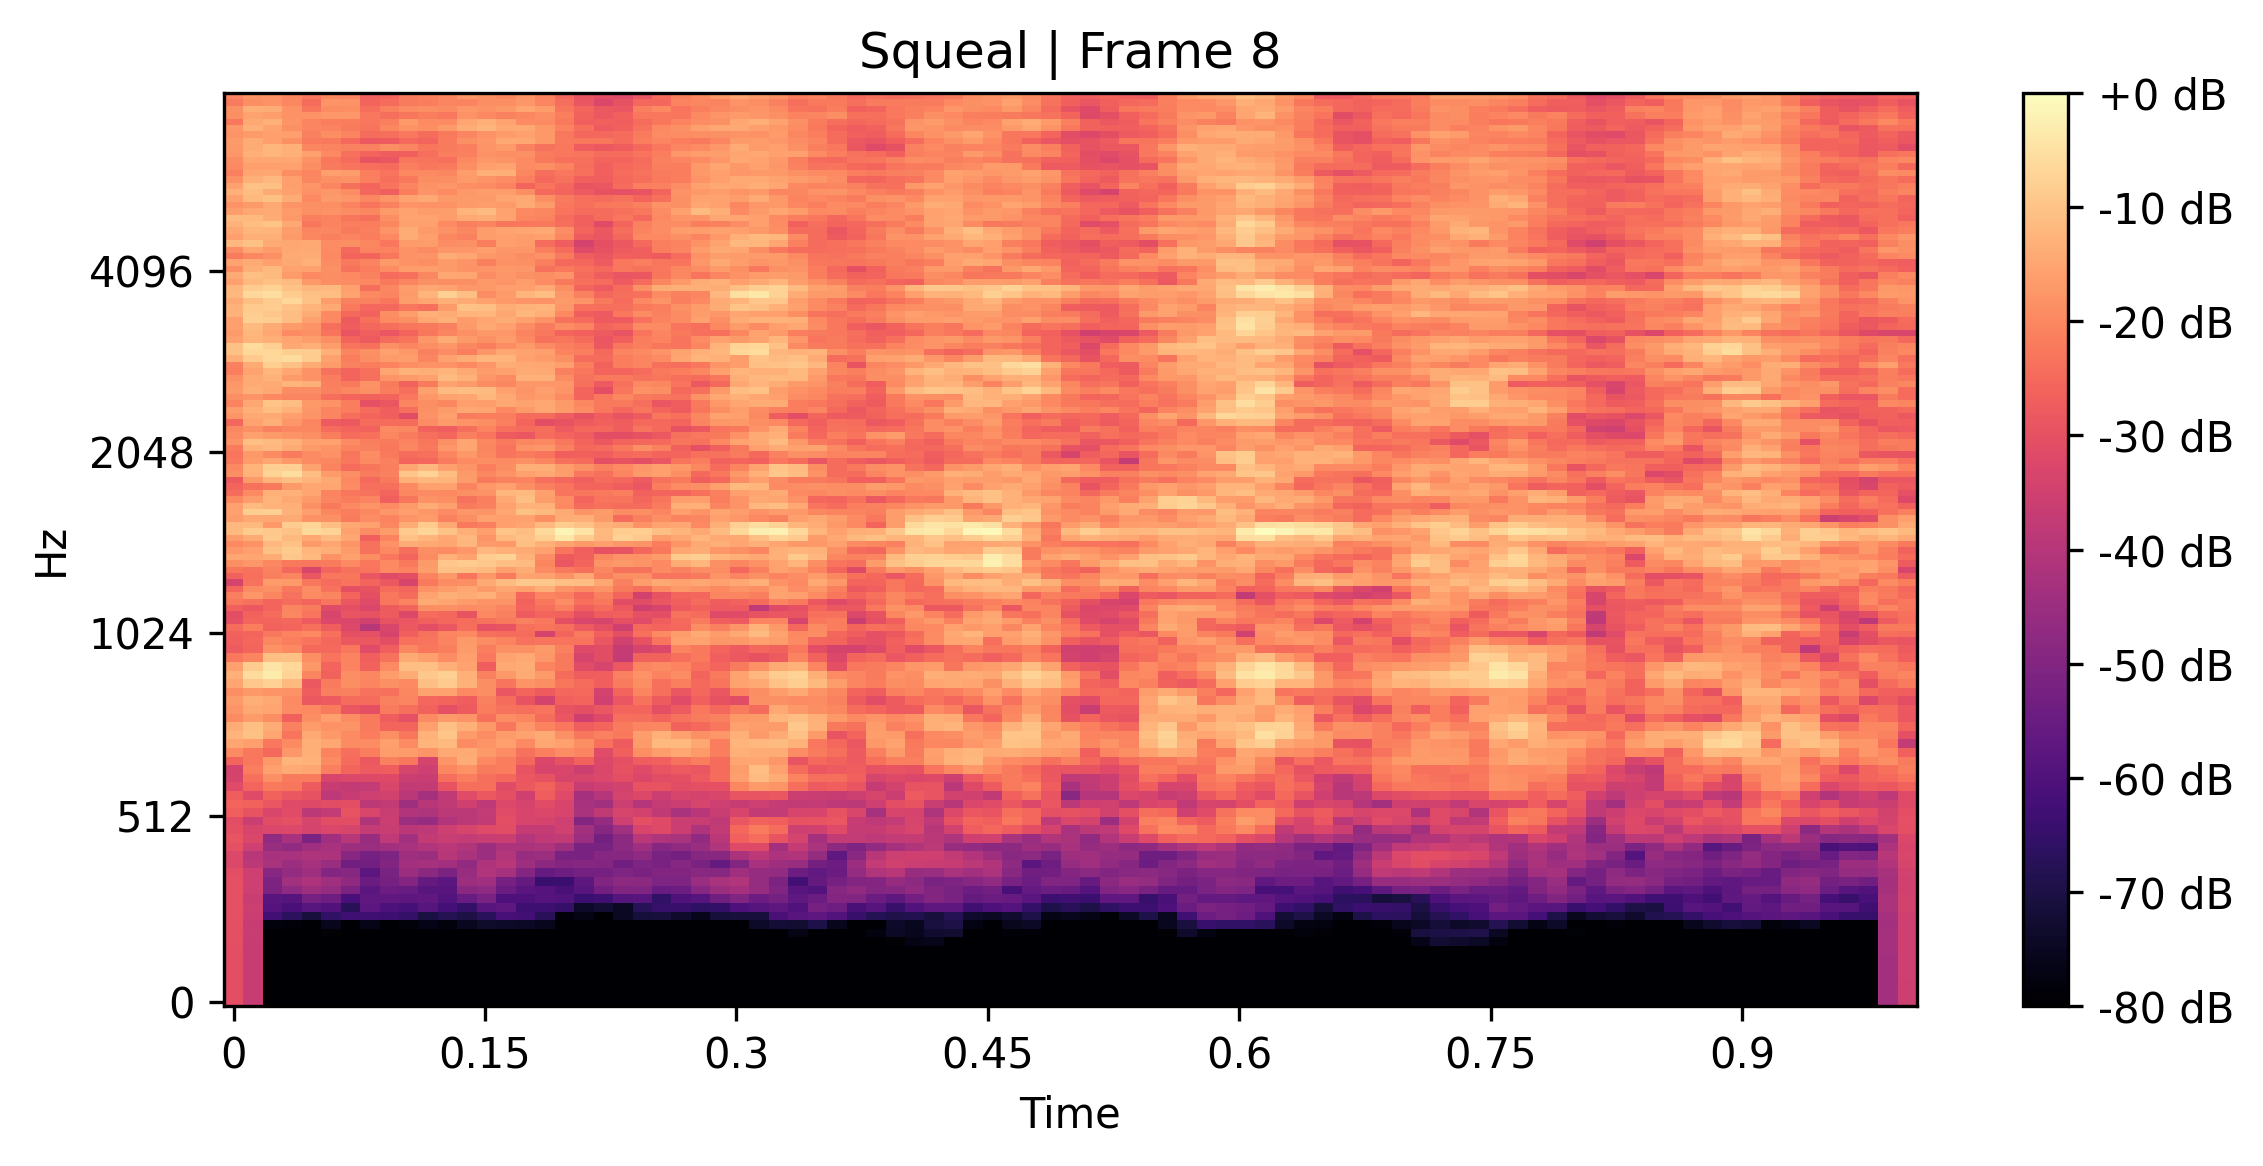 Squeal | Frame 8
Hz
4096
2048
1024
512
0
0 0.15 0.3 0.45 0.6 0.75 0.9
Time
+0 dB
-10 dB
-20 dB
-30 dB
-40 dB
-50 dB
-60 dB
-70 dB
-80 dB